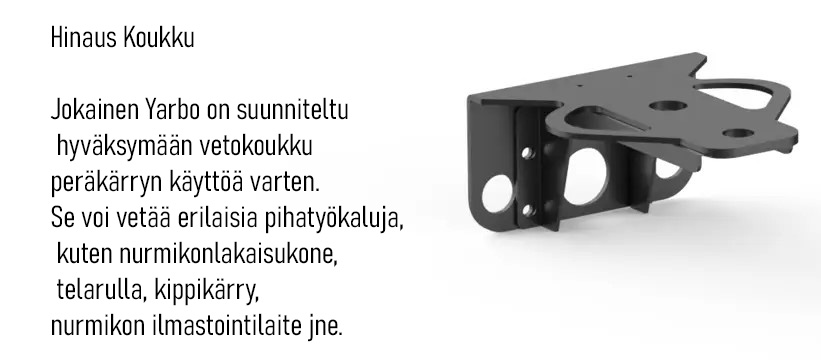 Hinaus Koukku
Jokainen Yarbo on suunniteltu
hyväksymään vetokoukku
peräkärryn käyttöä varten.
Se voi vetää erilaisia pihatyökaluja,
kuten nurmikonlakaisukone,
telarulla, kippikärry,
nurmikon ilmastointilaite jne.